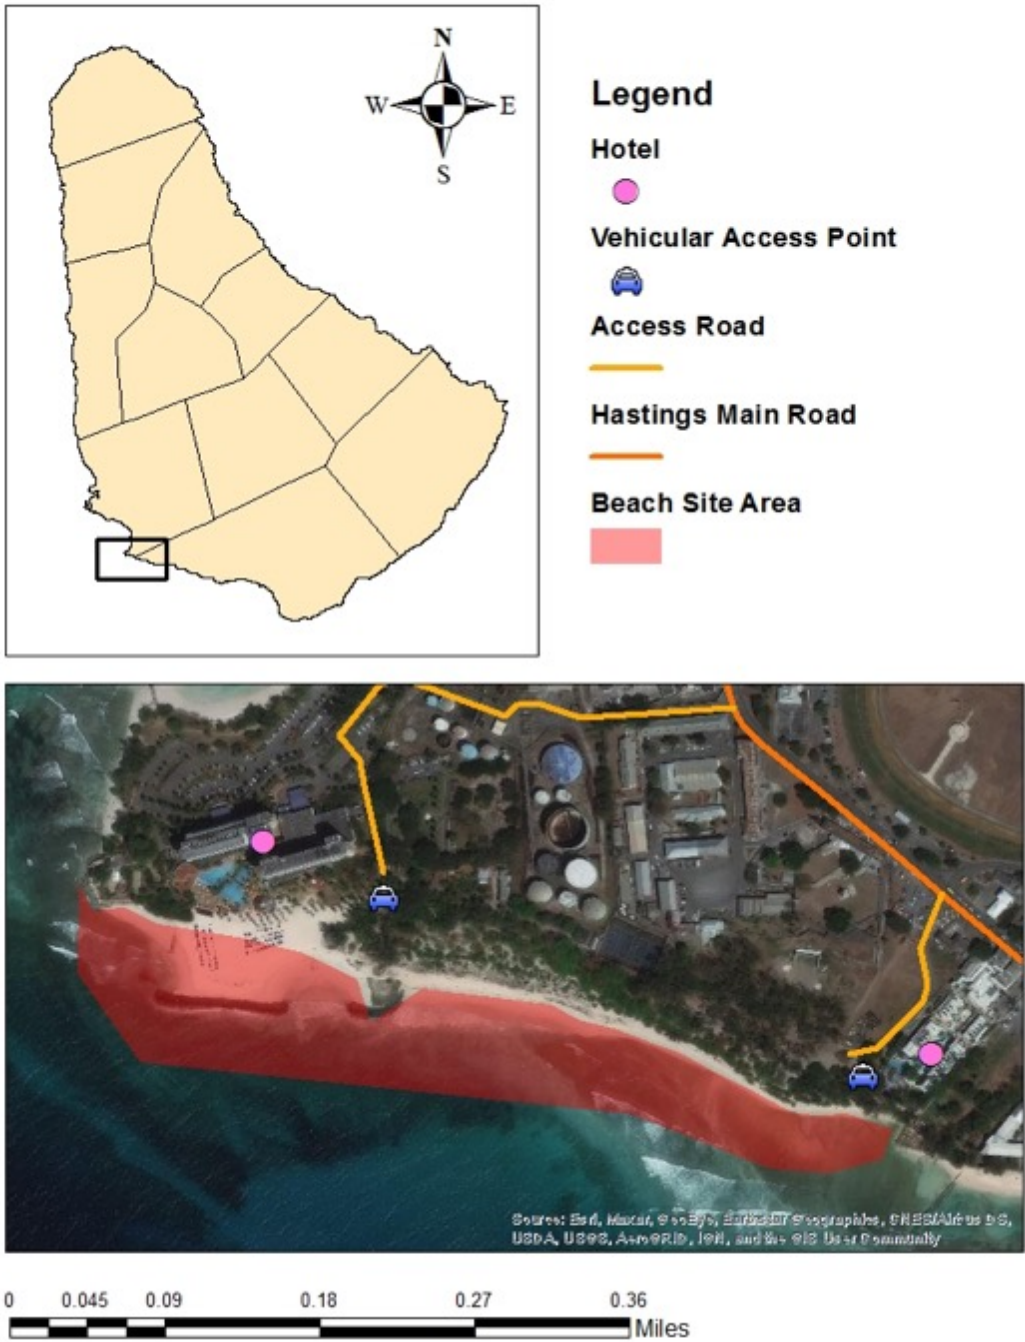 N
W E
S
Legend
Hotel
Vehicular Access Point
Access Road
Hastings Main Road
Beach Site Area
Source: Esri, Maxar, GeoEye, Earthstar Geographics, CNES/Airbus DS,
USDA, USGS, AeroGRID, IGN, and the GIS User Community
0 0.045 0.09 0.18 0.27 0.36
Miles